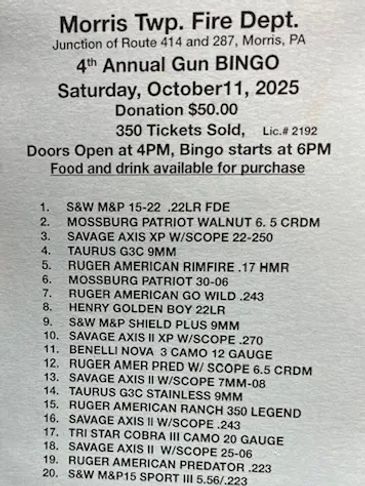 Morris Twp. Fire Dept.
Junction of Route 414 and 287, Morris, PA
4th Annual Gun BINGO
Saturday, October11, 2025
Donation $50.00
350 Tickets Sold, Lic.# 2192
Doors Open at 4PM, Bingo starts at 6PM
Food and drink available for purchase
1. S&W M&P 15-22 .22LR FDE
2. MOSSBURG PATRIOT WALNUT 6. 5 CRDM
3. SAVAGE AXIS XP W/SCOPE 22-250
4. TAURUS G3C 9MM
5. RUGER AMERICAN RIMFIRE .17 HMR
6. MOSSBURG PATRIOT 30-06
7. RUGER AMERICAN GO WILD .243
8. HENRY GOLDEN BOY 22LR
9. S&W M&P SHIELD PLUS 9MM
10. SAVAGE AXIS II XP W/SCOPE .270
11. BENELLI NOVA 3 CAMO 12 GAUGE
12. RUGER AMER PRED W/ SCOPE 6.5 CRDM
13. SAVAGE AXIS II W/SCOPE 7MM-08
14. TAURUS G3C STAINLESS 9MM
15. RUGER AMERICAN RANCH 350 LEGEND
16. SAVAGE AXIS II W/SCOPE .243
17. TRI STAR COBRA III CAMO 20 GAUGE
18. SAVAGE AXIS II W/SCOPE 25-06
19. RUGER AMERICAN PREDATOR .223
20. S&W M&P15 SPORT III 5.56/.223